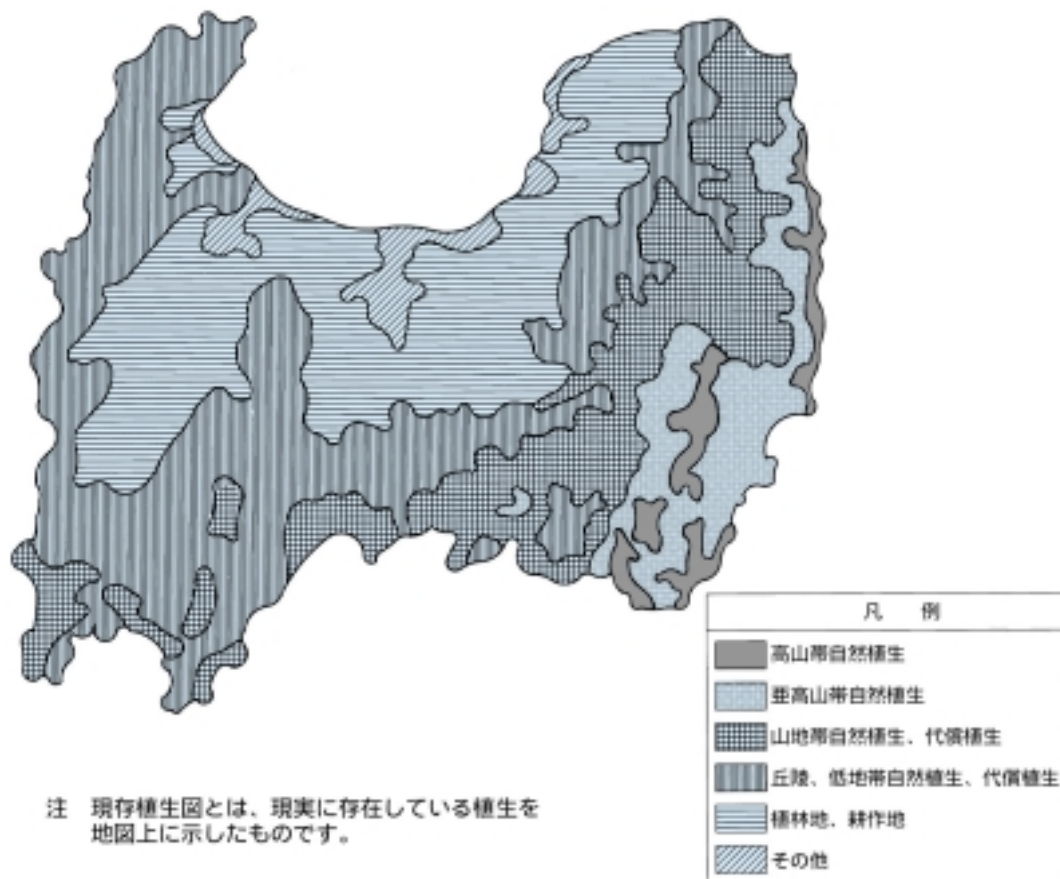 凡 例
高山帯自然植生
亜高山帯自然植生
山地帯自然植生、代償植生
丘陵、低地帯自然植生、代償植生
植林地、耕作地
その他
注 現存植生図とは、現実に存在している植生を
地図上に示したものです。